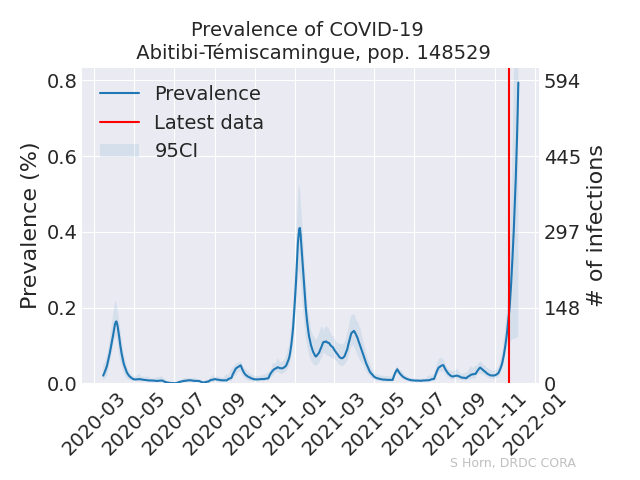 Prevalence of COVID-19
Abitibi-Témiscamingue, pop. 148529
Prevalence
Latest data
95CI
Prevalence (%)
0.8
0.6
0.4
0.2
0.0
594
445
297
148
0
# of infections
2020-03
2020-05
2020-07
2020-09
2020-11
2021-01
2021-03
2021-05
2021-07
2021-09
2021-11
2022-01
S Horn, DRDC CORA